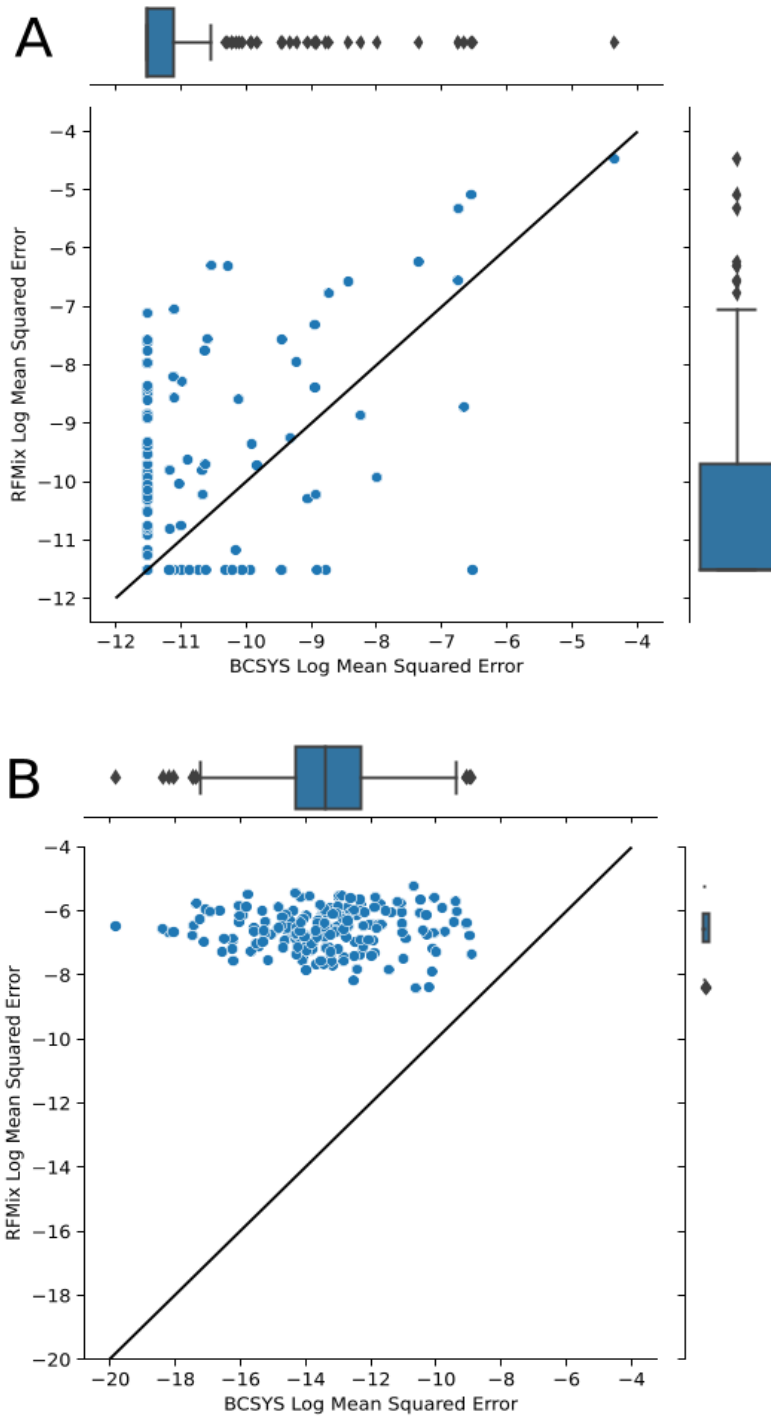 A
−4
−5
−6
−7
−8
−9
−10
−11
−12
RFMix Log Mean Squared Error
−12 −11 −10 −9 −8 −7 −6 −5 −4
BCSYS Log Mean Squared Error
B
−4
−6
−8
−10
−12
−14
−16
−18
−20
RFMix Log Mean Squared Error
−20 −18 −16 −14 −12 −10 −8 −6 −4
BCSYS Log Mean Squared Error